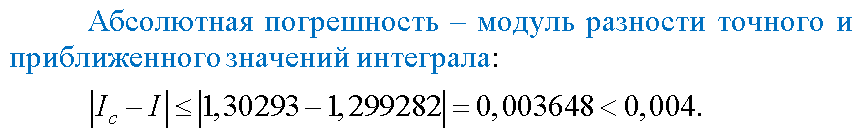 Абсолютная погрешность – модуль разности точного и
приближенного значений интеграла:
|I_c − I| ≤ |1,30293 − 1,299282| = 0,003648 < 0,004.